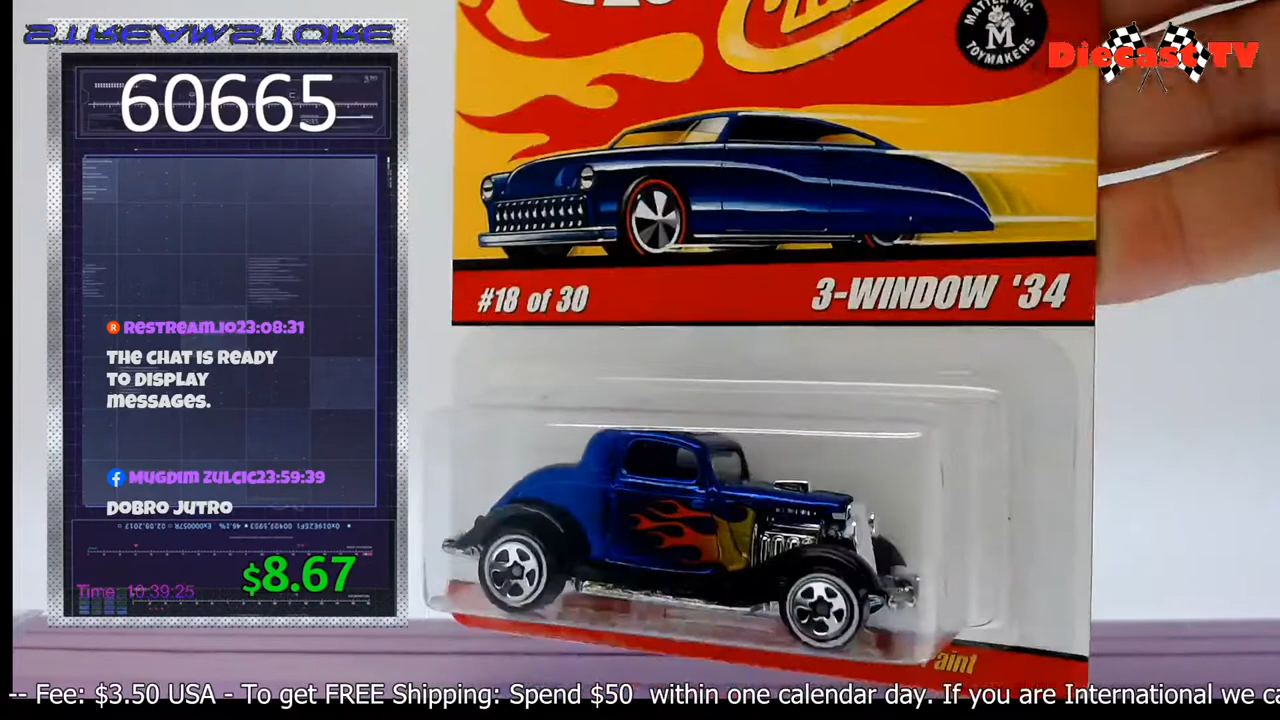 STREAMSTORE
60665
RESTREAM.IO23:08:31
THE CHAT IS READY
TO DISPLAY
MESSAGES.
MUGDIM ZULCIC23:59:39
DOBRO JUTRO
Time: 10:39:25
$8.67
MATTEL, INC.
M
TOYMAKERS
Diecast TV
#18 of 30
3-WINDOW '34
Paint
-- Fee: $3.50 USA - To get FREE Shipping: Spend $50 within one calendar day. If you are International we ca